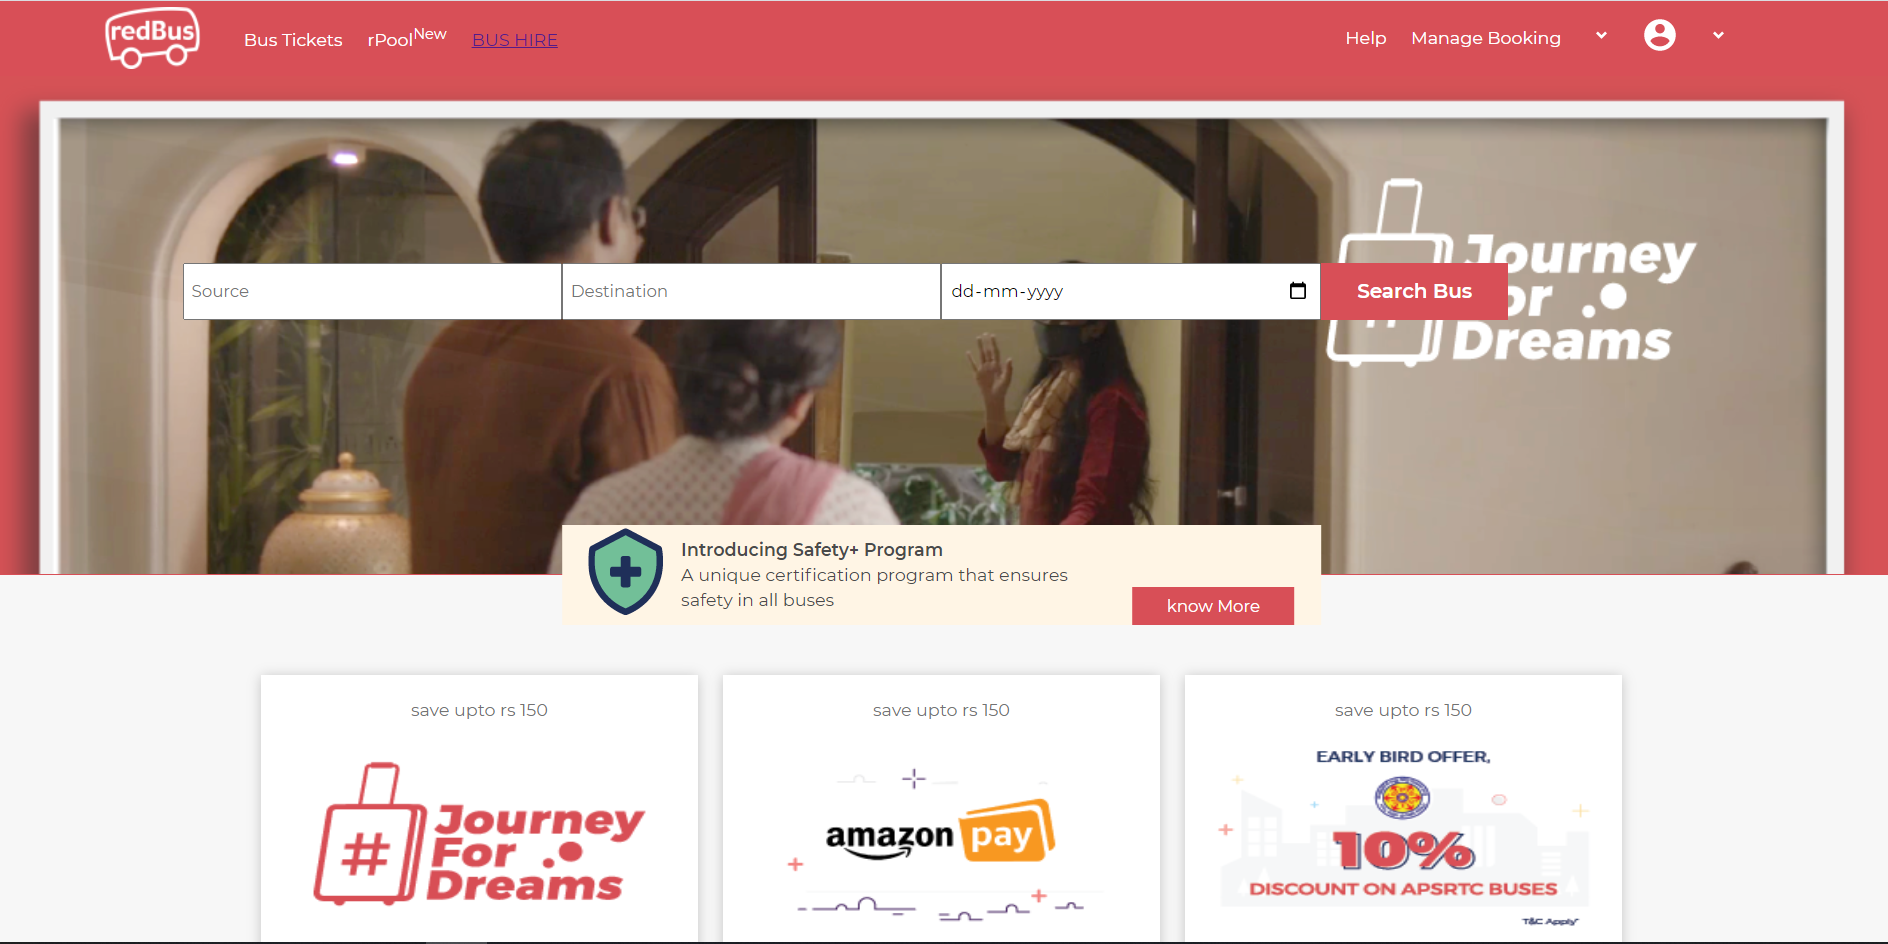 redBus
Bus Tickets
rPoolNew
BUS HIRE
Help
Manage Booking
Journey
For
Dreams
Source
Destination
dd-mm-yyyy
Search Bus
Introducing Safety+ Program
A unique certification program that ensures
safety in all buses
know More
save upto rs 150
#
Journey
For
Dreams
save upto rs 150
amazon pay
save upto rs 150
EARLY BIRD OFFER,
10%
DISCOUNT ON APSRTC BUSES
T&C Apply*